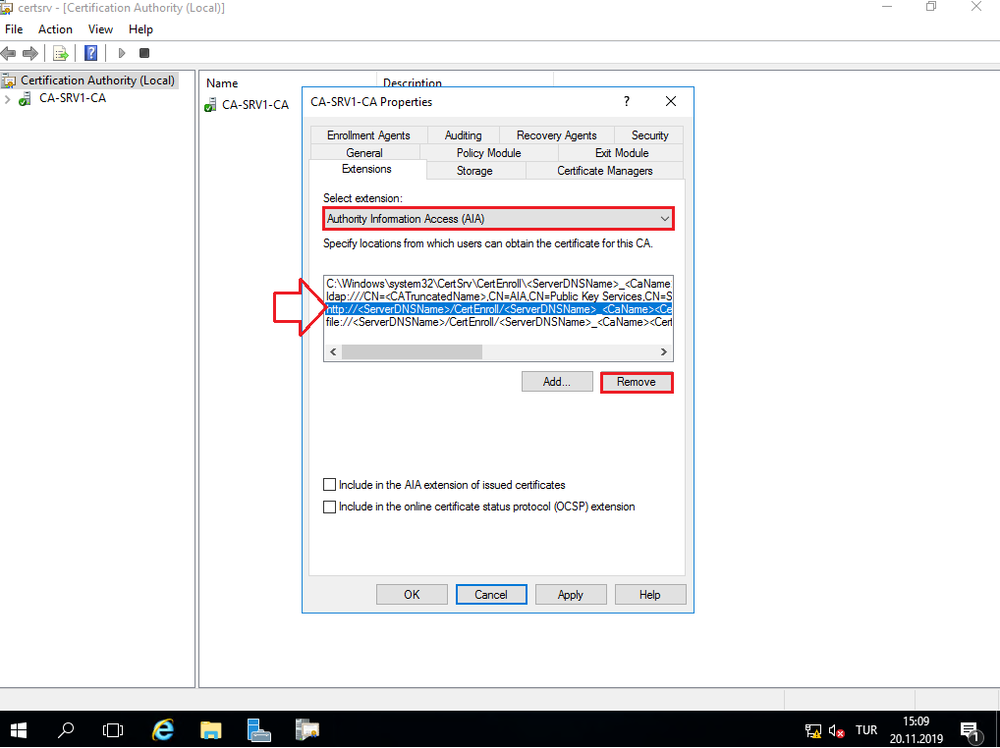 certsrv - [Certification Authority (Local)]
File Action View Help
Certification Authority (Local)
CA-SRV1-CA
Name Description
CA-SRV1-CA
CA-SRV1-CA Properties
?
Enrollment Agents Auditing Recovery Agents Security
General Policy Module Exit Module
Extensions Storage Certificate Managers
Select extension:
Authority Information Access (AIA)
Specify locations from which users can obtain the certificate for this CA.
C:\Windows\system32\CertSrv\CertEnroll\<ServerDNSName>_<CaName
ldap:///CN=<CATruncatedName>,CN=AIA,CN=Public Key Services,CN=S
http://<ServerDNSName>/CertEnroll/<ServerDNSName>_<CaName><Ce
file://<ServerDNSName>/CertEnroll/<ServerDNSName>_<CaName><Cert
Add... Remove
Include in the AIA extension of issued certificates
Include in the online certificate status protocol (OCSP) extension
OK Cancel Apply Help
TUR
15:09
20.11.2019
1